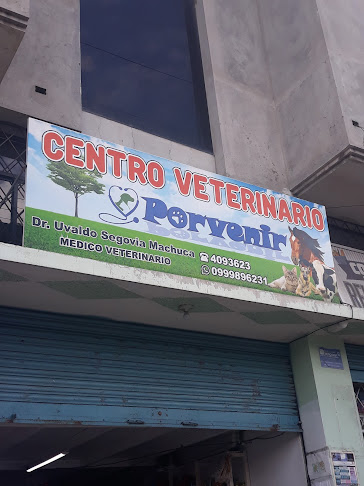 CENTRO VETERINARIO
Porvenir
Dr. Uvaldo Segovia Machuca
MEDICO VETERINARIO
4093623
0999896231